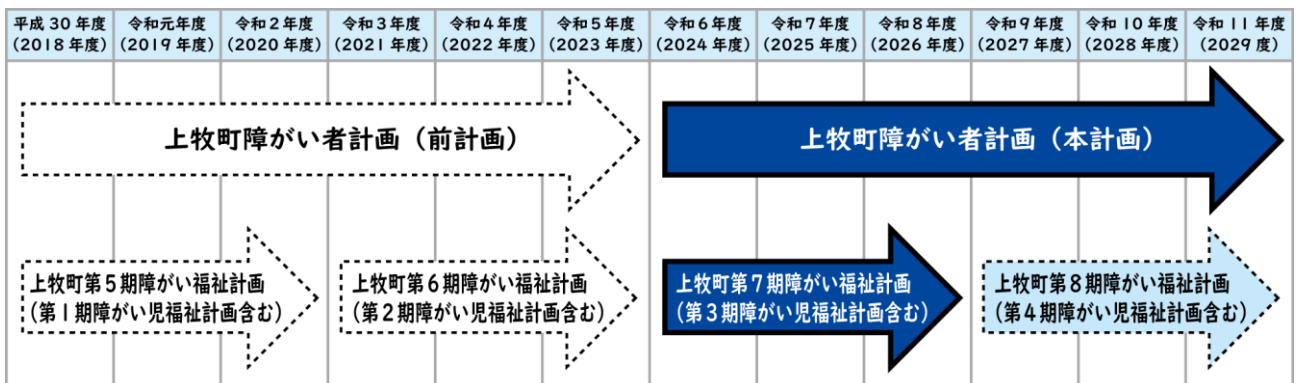 平成30年度 令和元年度 令和2年度 令和3年度 令和4年度 令和5年度 令和6年度 令和7年度 令和8年度 令和9年度 令和10年度 令和11年度
(2018年度) (2019年度) (2020年度) (2021年度) (2022年度) (2023年度) (2024年度) (2025年度) (2026年度) (2027年度) (2028年度) (2029度)
上牧町障がい者計画（前計画） 上牧町障がい者計画（本計画）
上牧町第5期障がい福祉計画
(第1期障がい児福祉計画含む)
上牧町第6期障がい福祉計画
(第2期障がい児福祉計画含む)
上牧町第7期障がい福祉計画
(第3期障がい児福祉計画含む)
上牧町第8期障がい福祉計画
(第4期障がい児福祉計画含む)